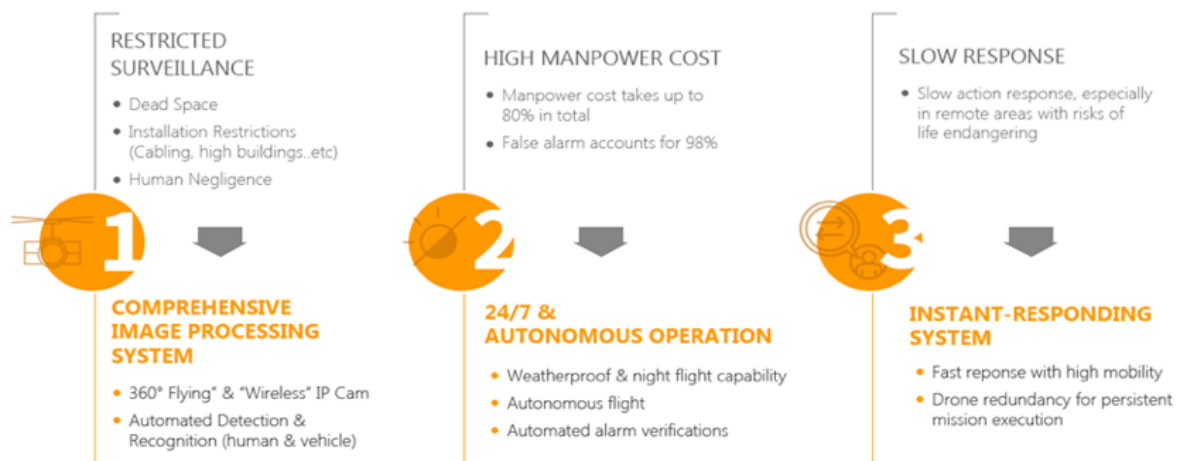 RESTRICTED
SURVEILLANCE
• Dead Space
• Installation Restrictions
(Cabling, high buildings..etc)
• Human Negligence
1
COMPREHENSIVE
IMAGE PROCESSING
SYSTEM
• 360° Flying” & “Wireless” IP Cam
• Automated Detection &
Recognition (human & vehicle)
HIGH MANPOWER COST
• Manpower cost takes up to
80% in total
• False alarm accounts for 98%
2
24/7 &
AUTONOMOUS OPERATION
• Weatherproof & night flight capability
• Autonomous flight
• Automated alarm verifications
SLOW RESPONSE
• Slow action response, especially
in remote areas with risks of
life endangering
3
INSTANT-RESPONDING
SYSTEM
• Fast reponse with high mobility
• Drone redundancy for persistent
mission execution